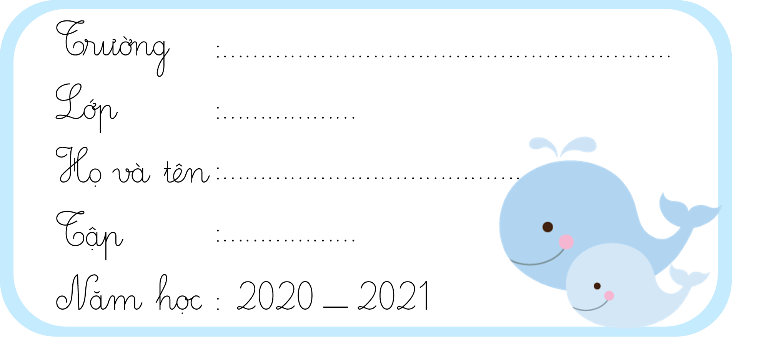 Trường :......................................................
Lớp :.................
Họ và tên :....................................
Tập :.................
Năm học : 2020 _ 2021